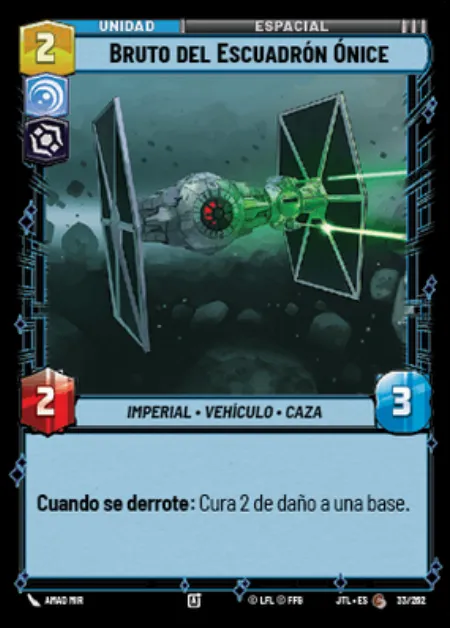 UNIDAD ESPACIAL
2 BRUTO DEL ESCUADRÓN ÓNICE
2 IMPERIAL • VEHÍCULO • CAZA 3
Cuando se derrote: Cura 2 de daño a una base.
AMAD MIR © LFL © FFG JTL • ES C 33/262